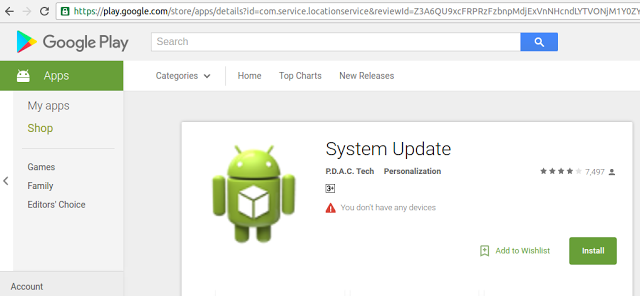 https://play.google.com/store/apps/details?id=com.service.locationservice&reviewId=Z3A6QU9xcFRPRzFzbnpMdjExVnNHcndLYTVONjM1Y0ZY
Google Play
Search
Apps
Categories
Home
Top Charts
New Releases
My apps
Shop
Games
Family
Editors' Choice
Account
System Update
P.D.A.C. Tech Personalization
7,497
3+
You don't have any devices
Add to Wishlist
Install